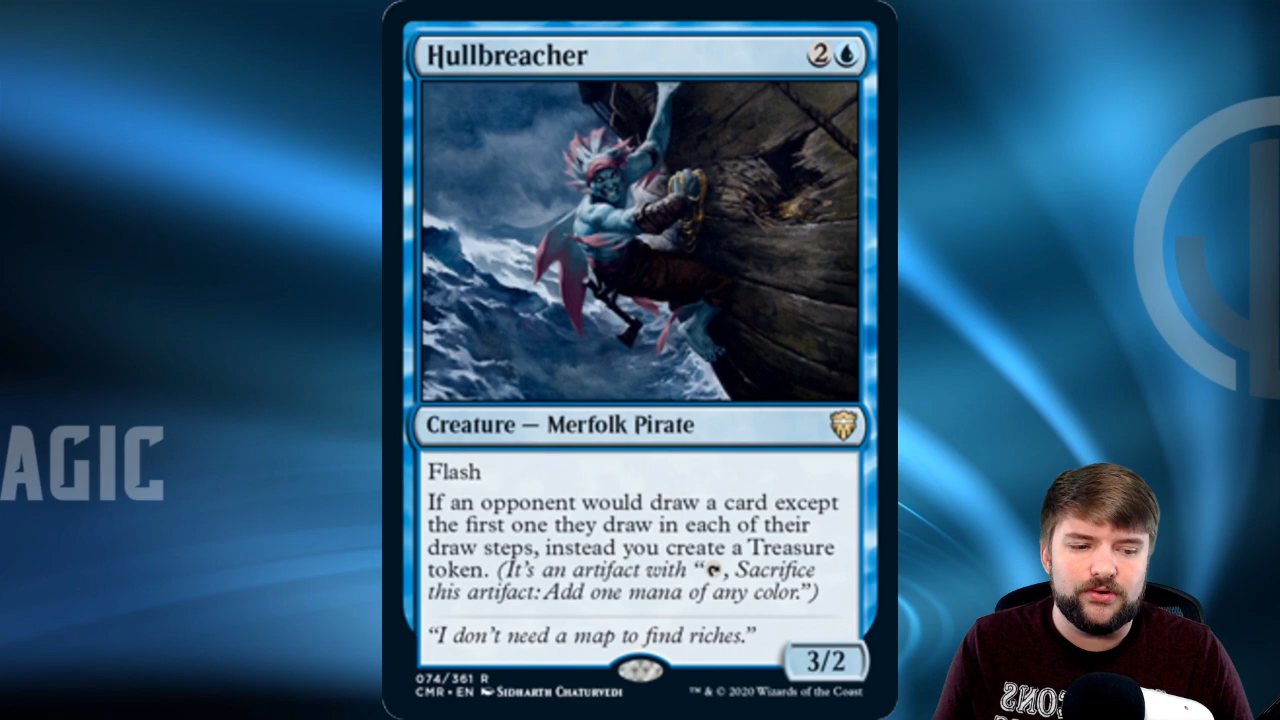 Hullbreacher 2
AGIC
Creature — Merfolk Pirate
Flash
If an opponent would draw a card except
the first one they draw in each of their
draw steps, instead you create a Treasure
token. (It's an artifact with “, Sacrifice
this artifact: Add one mana of any color.”)
“I don't need a map to find riches.”
3/2
074/361 R
CMR • EN Sidharth Chaturvedi
™ & © 2020 Wizards of the Coast